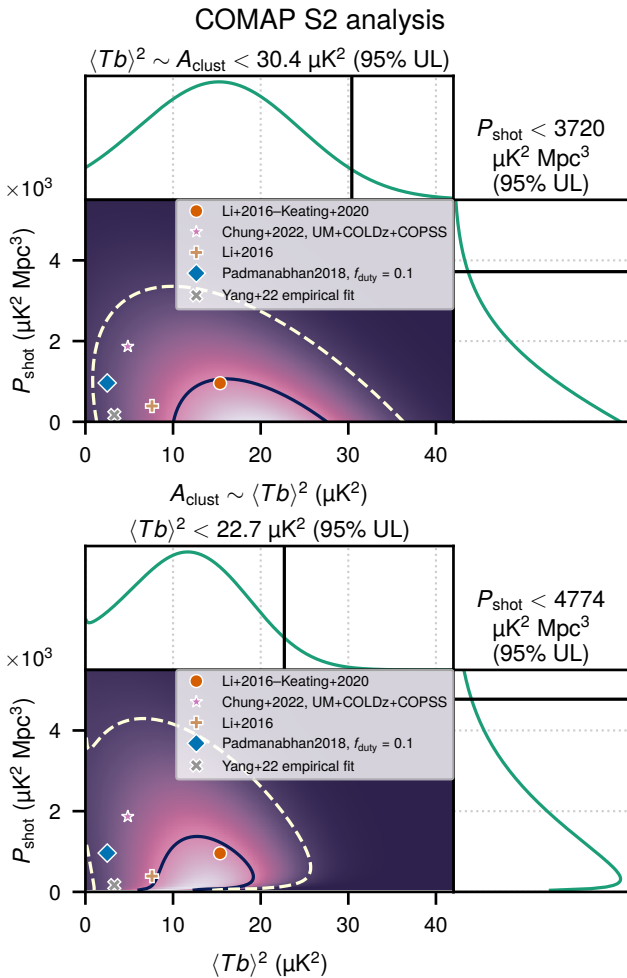 COMAP S2 analysis
⟨Tb⟩² ∼ A_clust < 30.4 μK² (95% UL)
P_shot < 3720
μK² Mpc³
(95% UL)
×10³
Li+2016–Keating+2020
Chung+2022, UM+COLDz+COPSS
Li+2016
Padmanabhan2018, f_duty = 0.1
Yang+22 empirical fit
P_shot (μK² Mpc³)
4
2
0
0 10 20 30 40
A_clust ∼ ⟨Tb⟩² (μK²)
⟨Tb⟩² < 22.7 μK² (95% UL)
P_shot < 4774
μK² Mpc³
(95% UL)
×10³
Li+2016–Keating+2020
Chung+2022, UM+COLDz+COPSS
Li+2016
Padmanabhan2018, f_duty = 0.1
Yang+22 empirical fit
P_shot (μK² Mpc³)
4
2
0
0 10 20 30 40
⟨Tb⟩² (μK²)